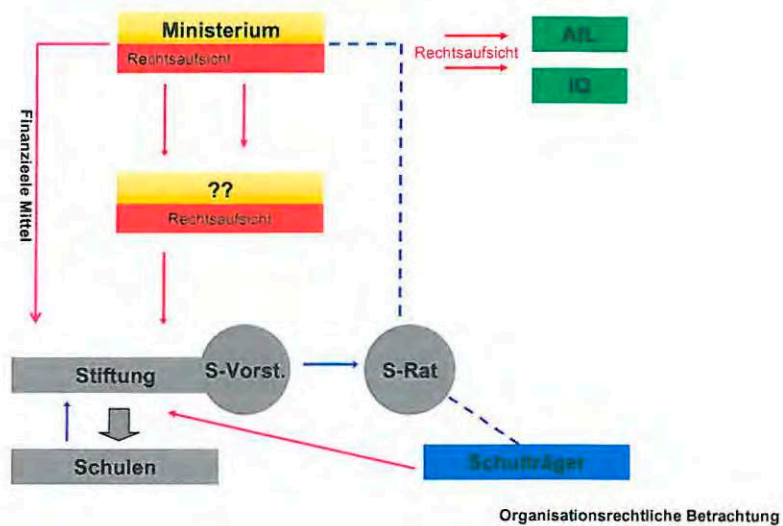 Ministerium
Rechtsaufsicht
Rechtsaufsicht
AfL
IQ
Finanzieele Mittel
??
Rechtsaufsicht
Stiftung
S-Vorst.
S-Rat
Schulen
Schulträger
Organisationsrechtliche Betrachtung